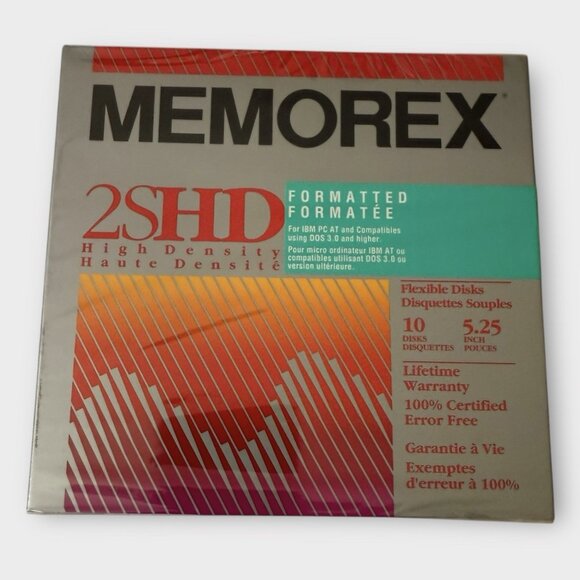 MEMOREX
2SHD
High Density
Haute Densité
FORMATTED
FORMATÉE
For IBM PC AT and Compatibles
using DOS 3.0 and higher.
Pour micro ordinateur IBM AT ou
compatibles utilisant DOS 3.0 ou
version ultérieure.
Flexible Disks
Disquettes Souples
10 5.25
DISKS INCH
DISQUETTES POUCES
Lifetime
Warranty
100% Certified
Error Free
Garantie à Vie
Exemptes
d'erreur à 100%